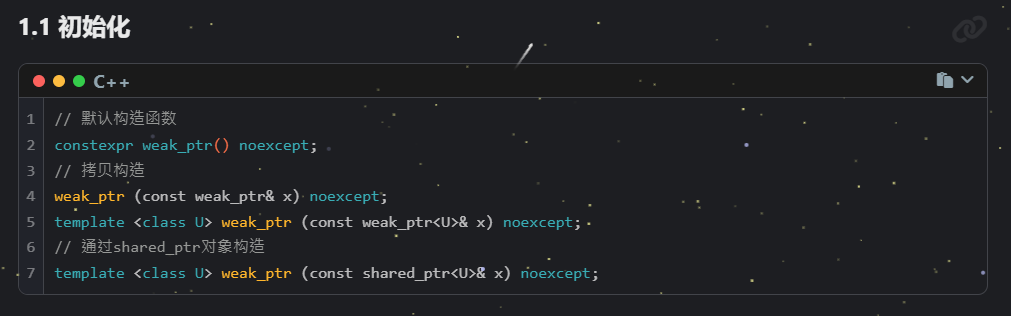 1.1 初始化
C++
1 // 默认构造函数
2 constexpr weak_ptr() noexcept;
3 // 拷贝构造
4 weak_ptr (const weak_ptr& x) noexcept;
5 template <class U> weak_ptr (const weak_ptr<U>& x) noexcept;
6 // 通过shared_ptr对象构造
7 template <class U> weak_ptr (const shared_ptr<U>& x) noexcept;